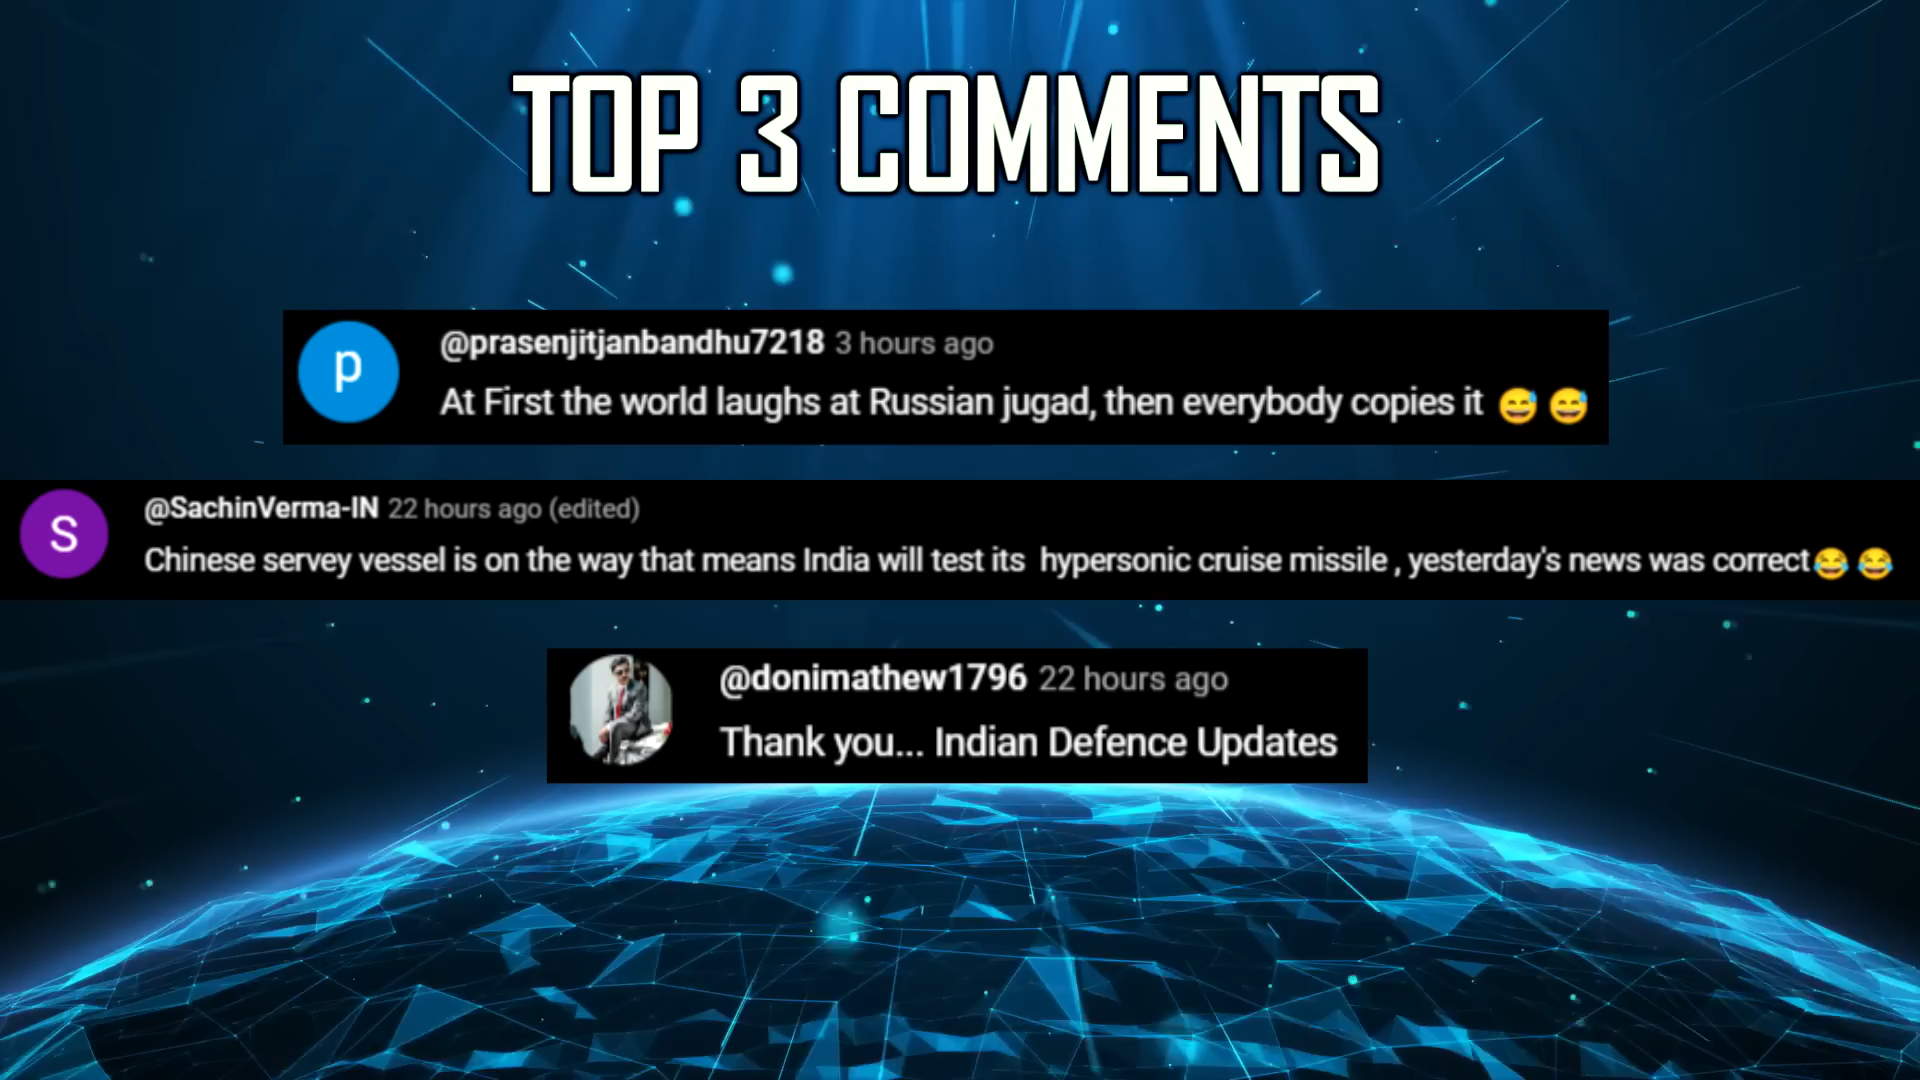 TOP 3 COMMENTS
p
@prasenjitjanbandhu7218 3 hours ago
At First the world laughs at Russian jugad, then everybody copies it 😅 😅
S
@SachinVerma-IN 22 hours ago (edited)
Chinese servey vessel is on the way that means India will test its  hypersonic cruise missile , yesterday's news was correct😂 😂
@donimathew1796 22 hours ago
Thank you... Indian Defence Updates